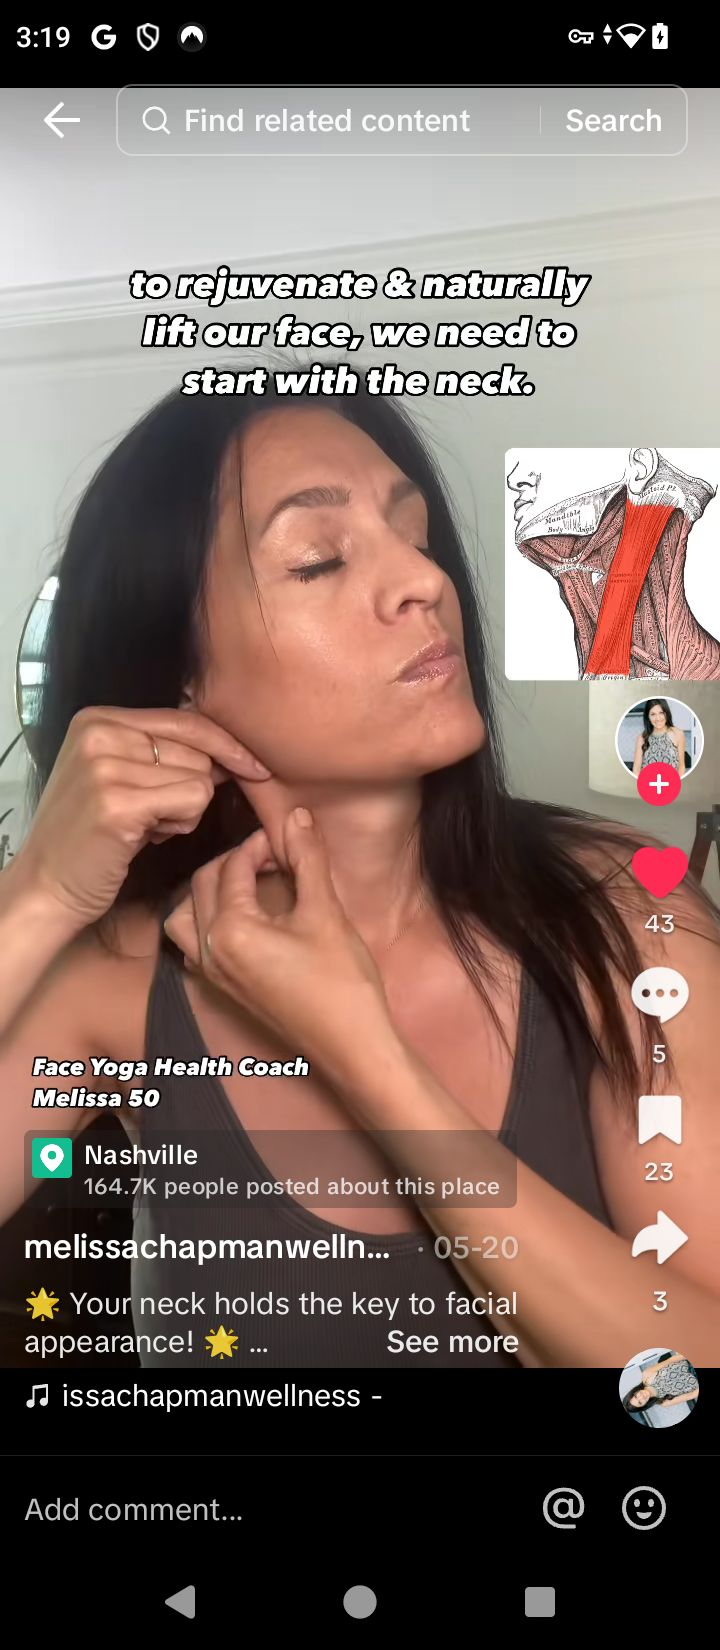 3:19
Find related content
Search
to rejuvenate & naturally
lift our face, we need to
start with the neck.
Mandible
Body
Angle
43
5
23
3
Face Yoga Health Coach
Melissa 50
Nashville
164.7K people posted about this place
melissachapmanwelln... · 05-20
🌟 Your neck holds the key to facial
appearance! 🌟 ... See more
issachapmanwellness -
Add comment...